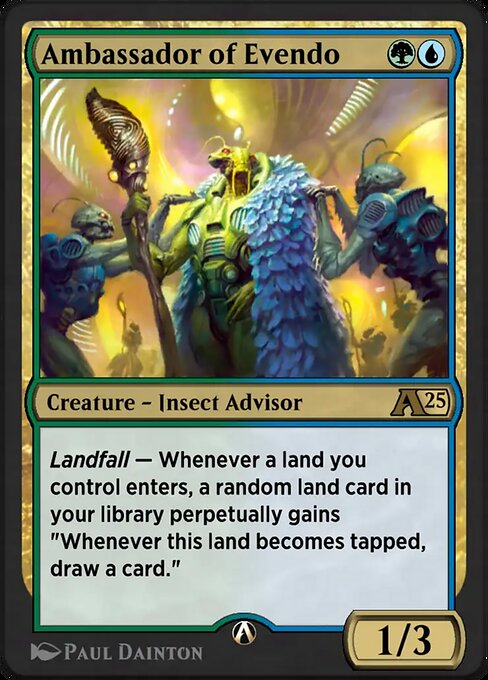 Ambassador of Evendo
Creature – Insect Advisor
A25
Landfall — Whenever a land you
control enters, a random land card in
your library perpetually gains
"Whenever this land becomes tapped,
draw a card."
1/3
Paul Dainton